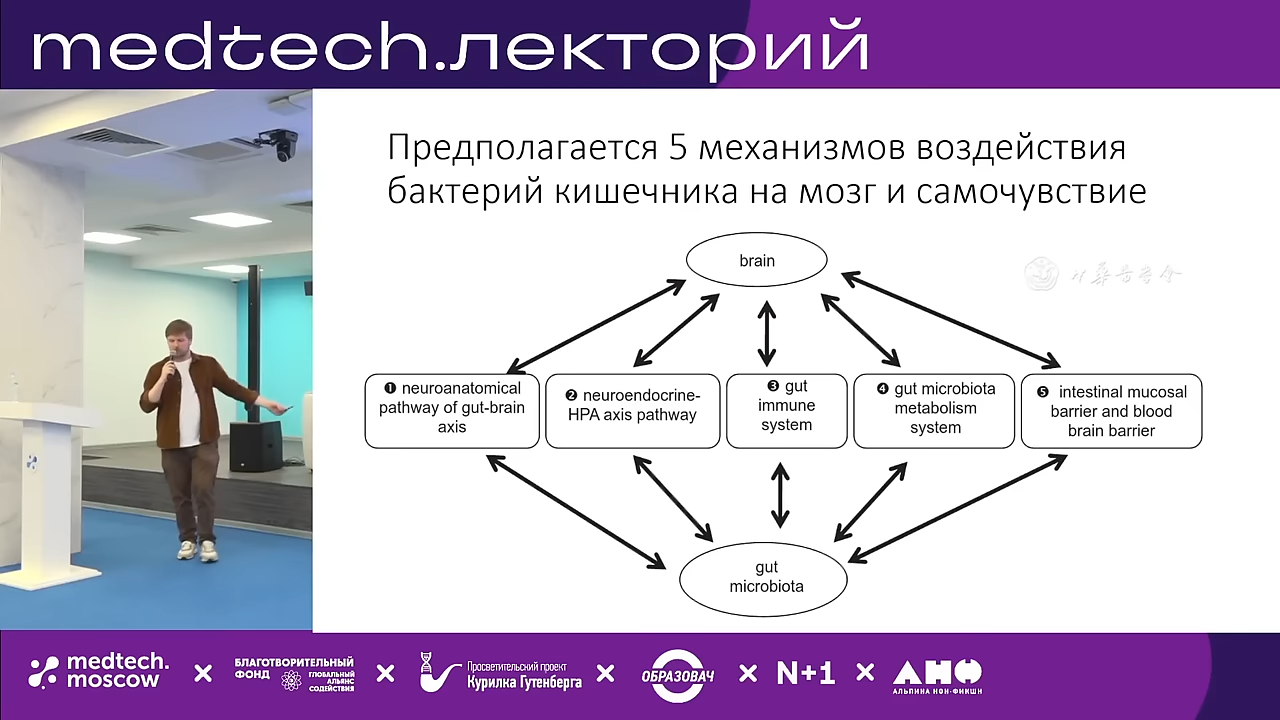 medtech.лекторий
Предполагается 5 механизмов воздействия
бактерий кишечника на мозг и самочувствие
brain
❶ neuroanatomical
pathway of gut-brain
axis
❷ neuroendocrine-
HPA axis pathway
❸ gut
immune
system
❹ gut microbiota
metabolism
system
❺ intestinal mucosal
barrier and blood
brain barrier
gut
microbiota
medtech.
moscow
×
БЛАГОТВОРИТЕЛЬНЫЙ
ФОНД
ГЛОБАЛЬНЫЙ
АЛЬЯНС
СОДЕЙСТВИЯ
×
Просветительский проект
Курилка Гутенберга
×
ОБРАЗОВАЧ
×
N+1
×
АНФ
АЛЬПИНА НОН-ФИКШН